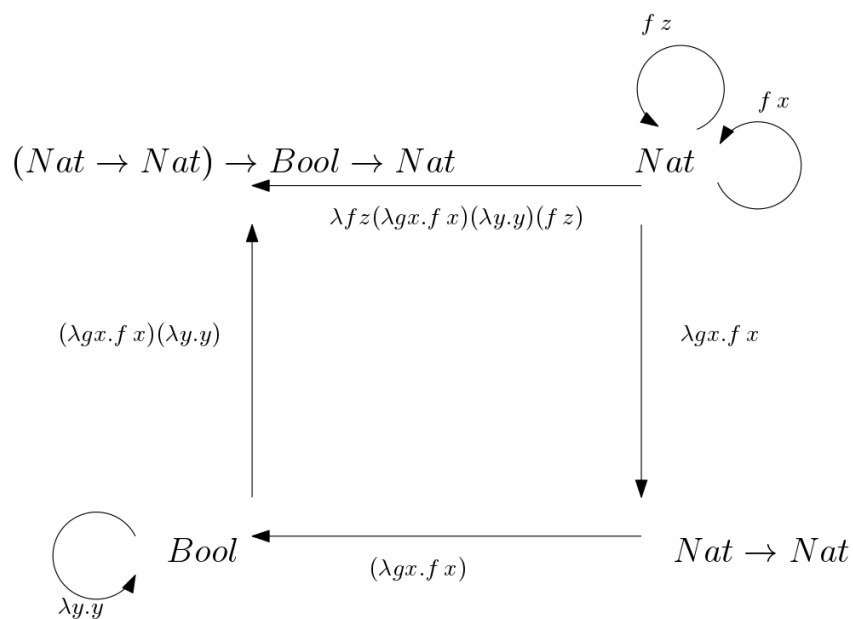 f z
f x
(Nat → Nat) → Bool → Nat
Nat
λfz(λgx.f x)(λy.y)(f z)
(λgx.f x)(λy.y)
λgx.f x
Bool
Nat → Nat
(λgx.f x)
λy.y